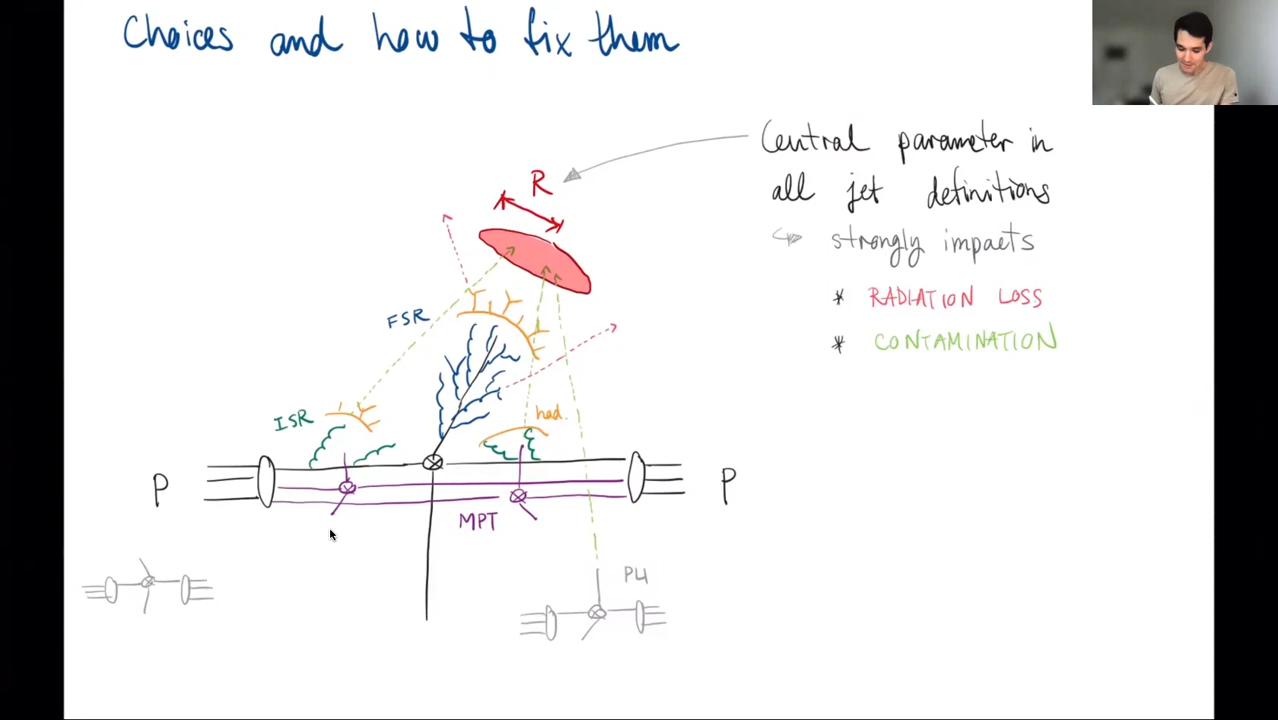 Choices and how to fix them
Central parameter in
all jet definitions
↳ strongly impacts
* RADIATION LOSS
* CONTAMINATION
R
FSR
ISR
had.
P
P
MPI
PU